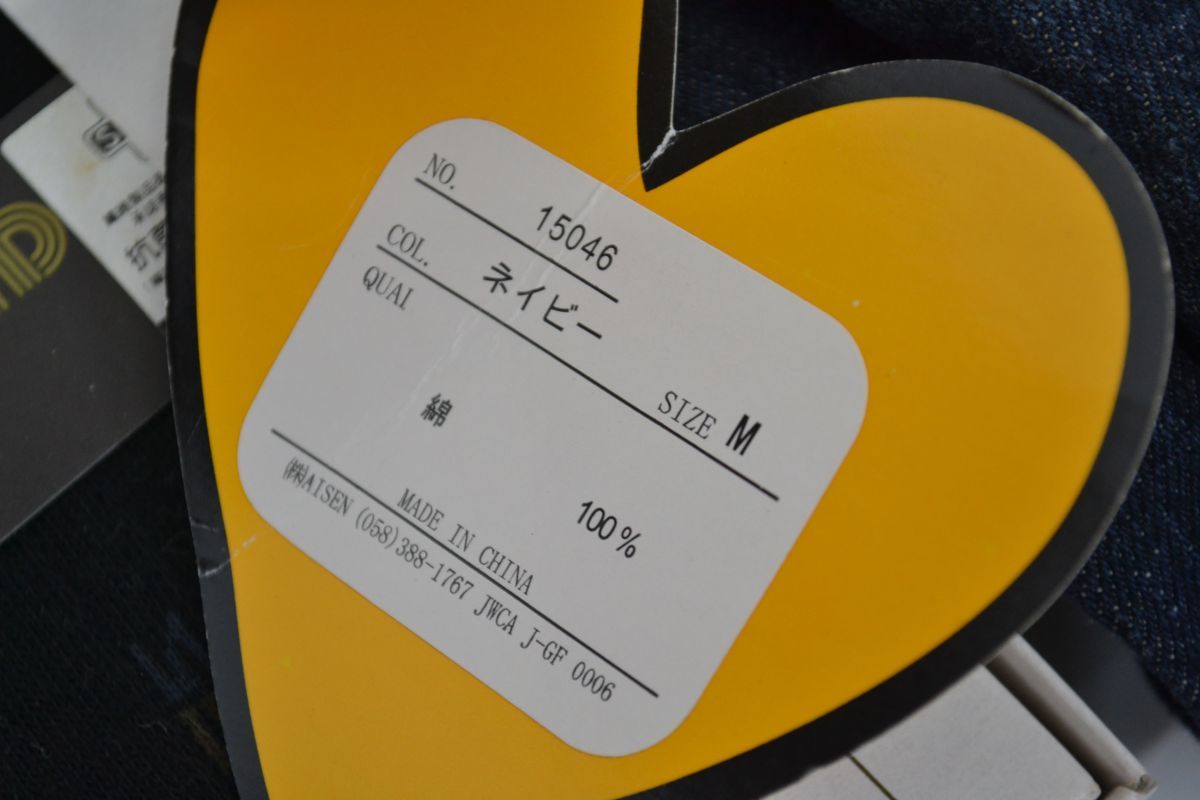 NO. 15046
COL. ネイビー SIZE M
QUAI
綿 100%
MADE IN CHINA
㈱AISEN (058)388-1767 JWCA J-GF 0006